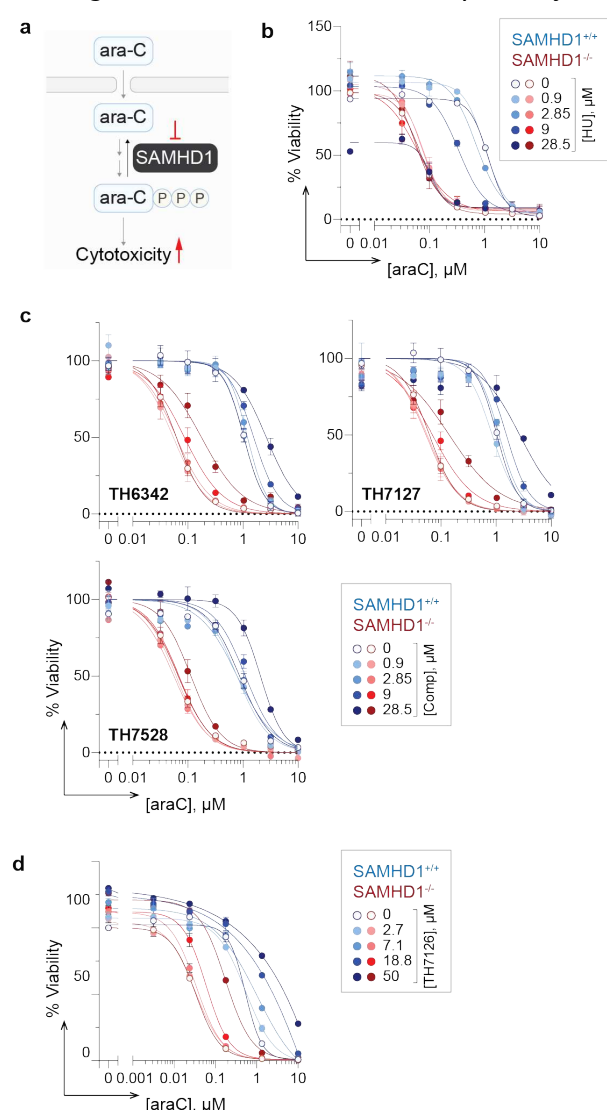 a
ara-C
ara-C
SAMHD1
ara-C P P P
Cytotoxicity
b
150
100
50
0
% Viability
0 0.01 0.1 1 10
[araC], µM
SAMHD1+/+
SAMHD1-/-
0
0.9
2.85
9
28.5
[HU], µM
c
100
50
0
% Viability
TH6342
0 0.01 0.1 1 10
100
50
0
TH7127
0 0.01 0.1 1 10
100
50
0
% Viability
TH7528
0 0.01 0.1 1 10
[araC], µM
SAMHD1+/+
SAMHD1-/-
0
0.9
2.85
9
28.5
[Comp], µM
d
100
50
0
% Viability
0 0.001 0.01 0.1 1 10
[araC], µM
SAMHD1+/+
SAMHD1-/-
0
2.7
7.1
18.8
50
[TH7126], µM